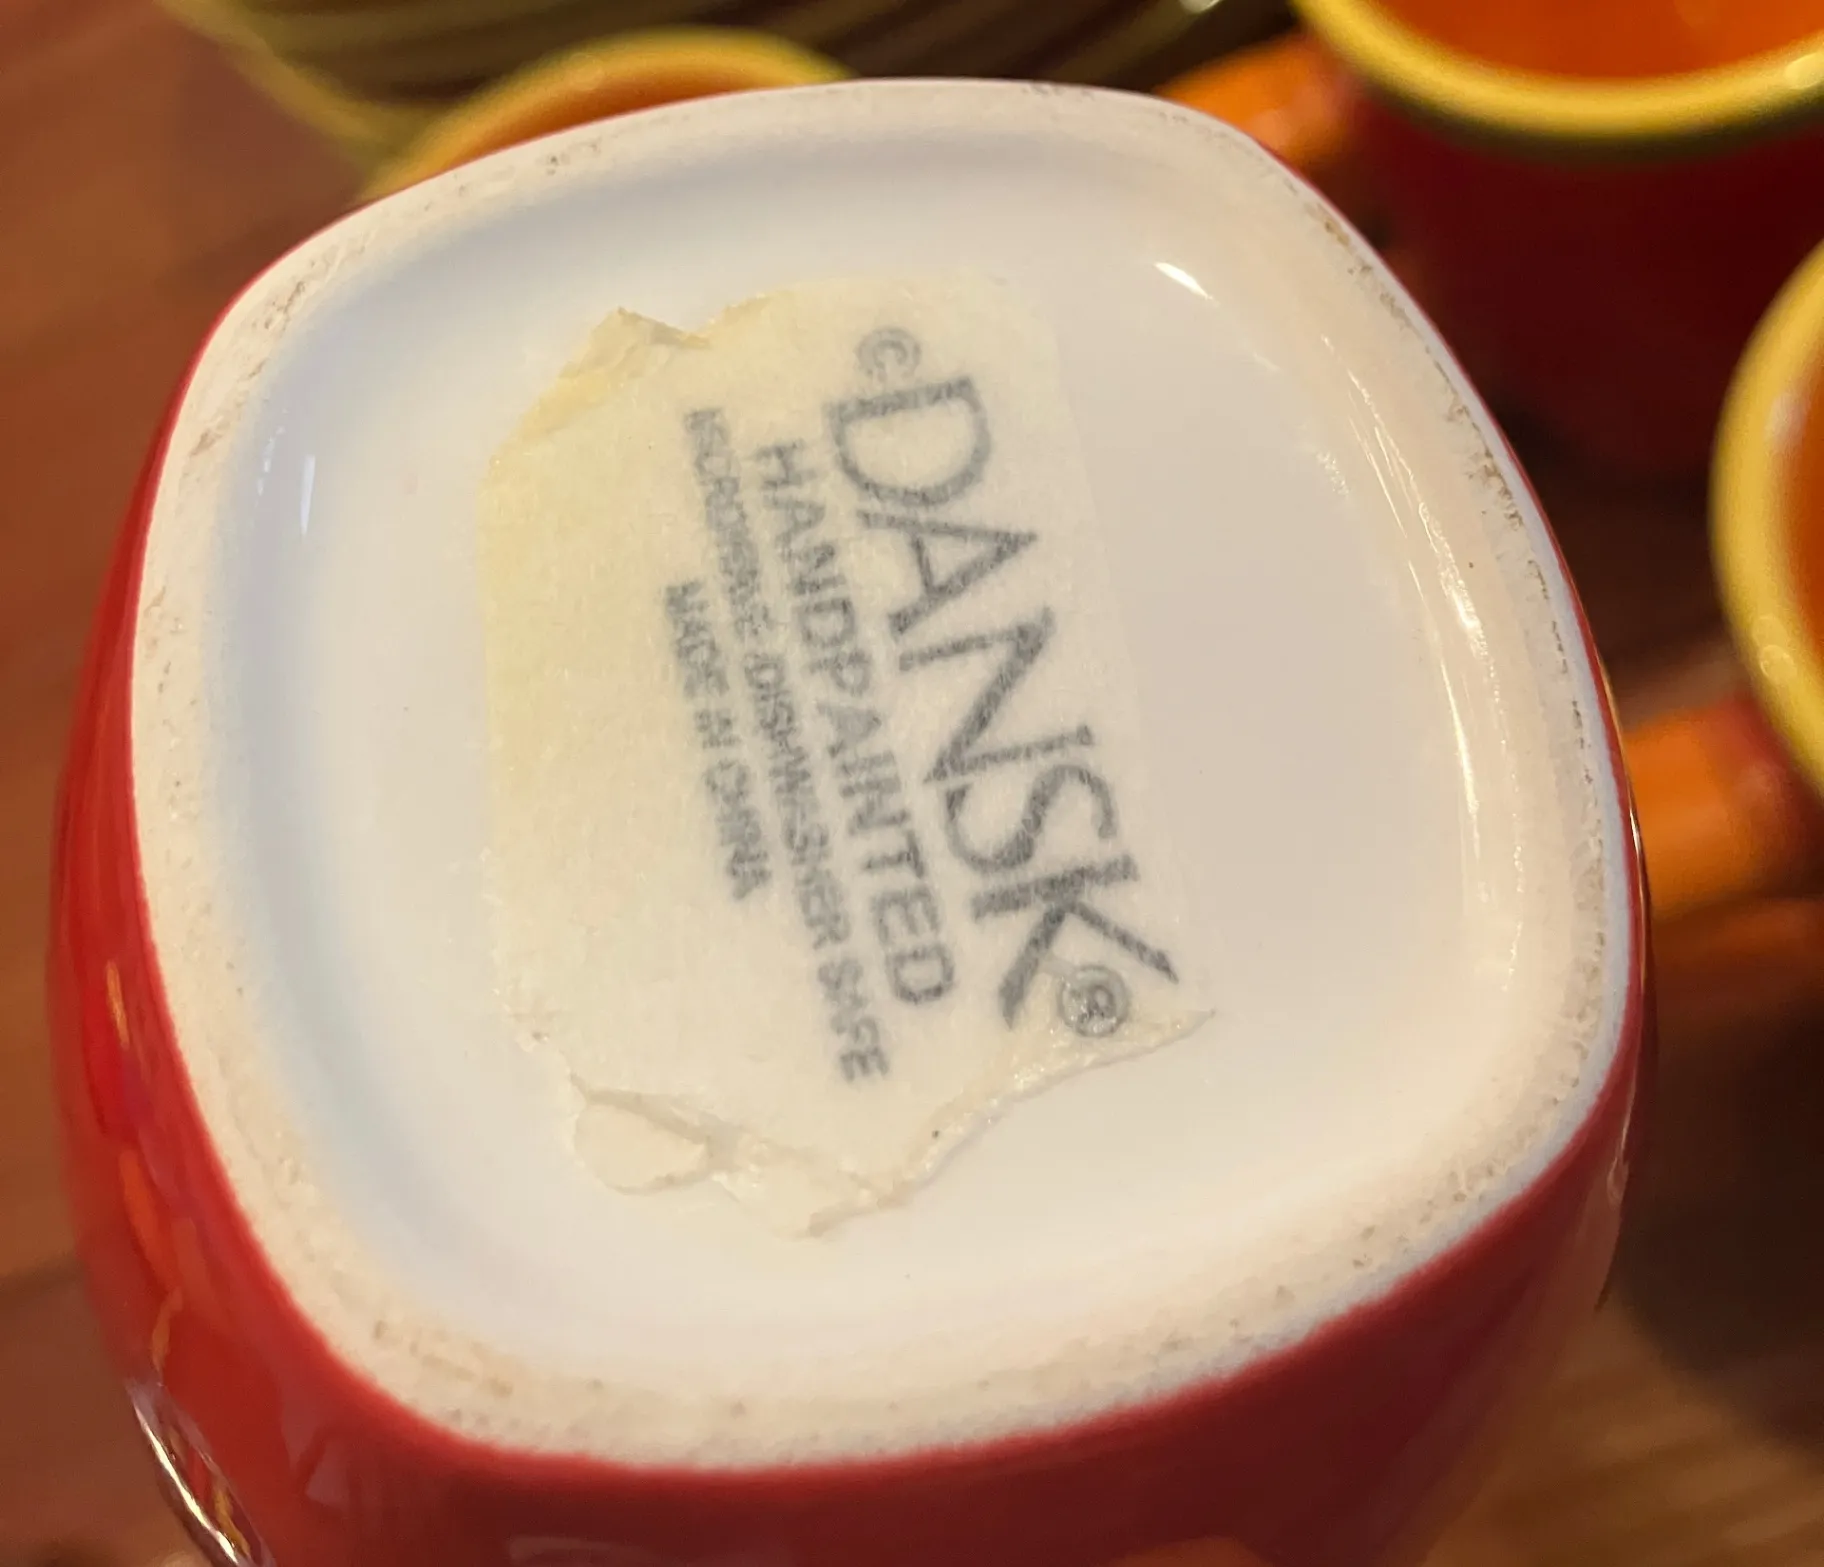 ©DANSK®
HANDPAINTED
MICROWAVE-DISHWASHER SAFE
MADE IN CHINA